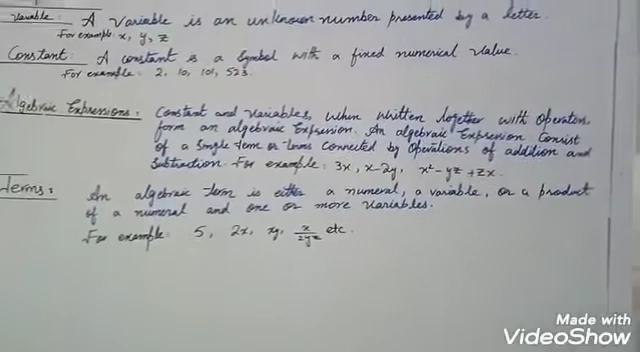 Variable: A Variable is an unknown number presented by a letter.
For example: x, y, z
Constant: A constant is a Symbol with a fixed numerical value.
For example: 2, 10, 101, 523.
Algebraic Expressions: Constant and Variables, when written together with Operators
form an algebraic Expression. An algebraic Expression Consist
of a single term or terms connected by Operations of addition and
Subtraction. For example: 3x, x-2y, x²-yz+zx.
Terms: An algebraic term is either a numeral, a variable, or a product
of a numeral and one or more variables.
For example: 5, 2x, xy, x/2yz etc.
Made with
VideoShow